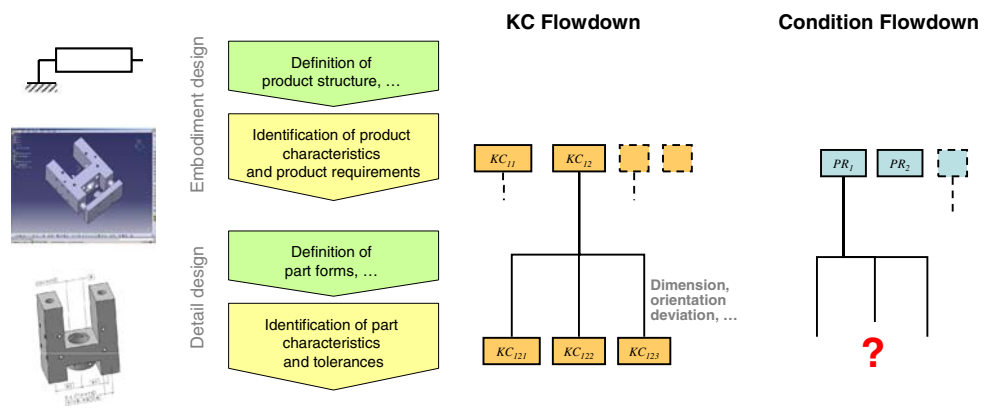 KC Flowdown
Condition Flowdown
Embodiment design
Definition of
product structure, …
Identification of product
characteristics
and product requirements
KC11
KC12
PR1
PR2
Detail design
Definition of
part forms, …
Identification of part
characteristics
and tolerances
Dimension,
orientation
deviation, …
KC121
KC122
KC123
?